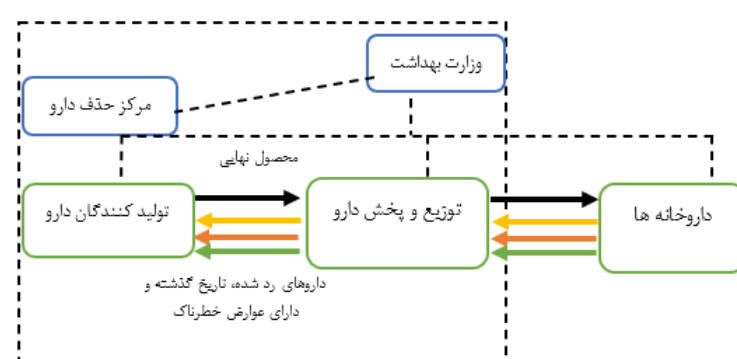 وزارت بهداشت
مرکز حذف دارو
محصول نهایی
داروخانه ها
توزیع و پخش دارو
تولید کنندگان دارو
داروهای رد شده، تاریخ گذشته و
دارای عوارض خطرناک